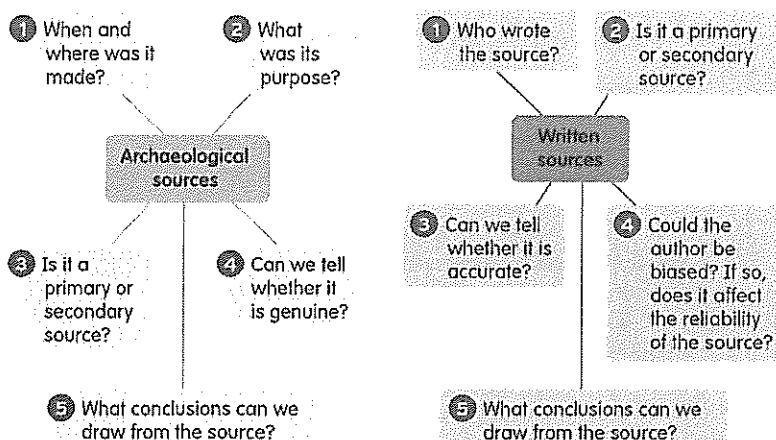 1 When and
where was it
made?
2 What
was its
purpose?
Archaeological
sources
3 Is it a
primary or
secondary
source?
4 Can we tell
whether it
is genuine?
5 What conclusions can we
draw from the source?
1 Who wrote
the source?
2 Is it a primary
or secondary
source?
Written
sources
3 Can we tell
whether it is
accurate?
4 Could the
author be
biased? If so,
does it affect
the reliability
of the source?
5 What conclusions can we
draw from the source?